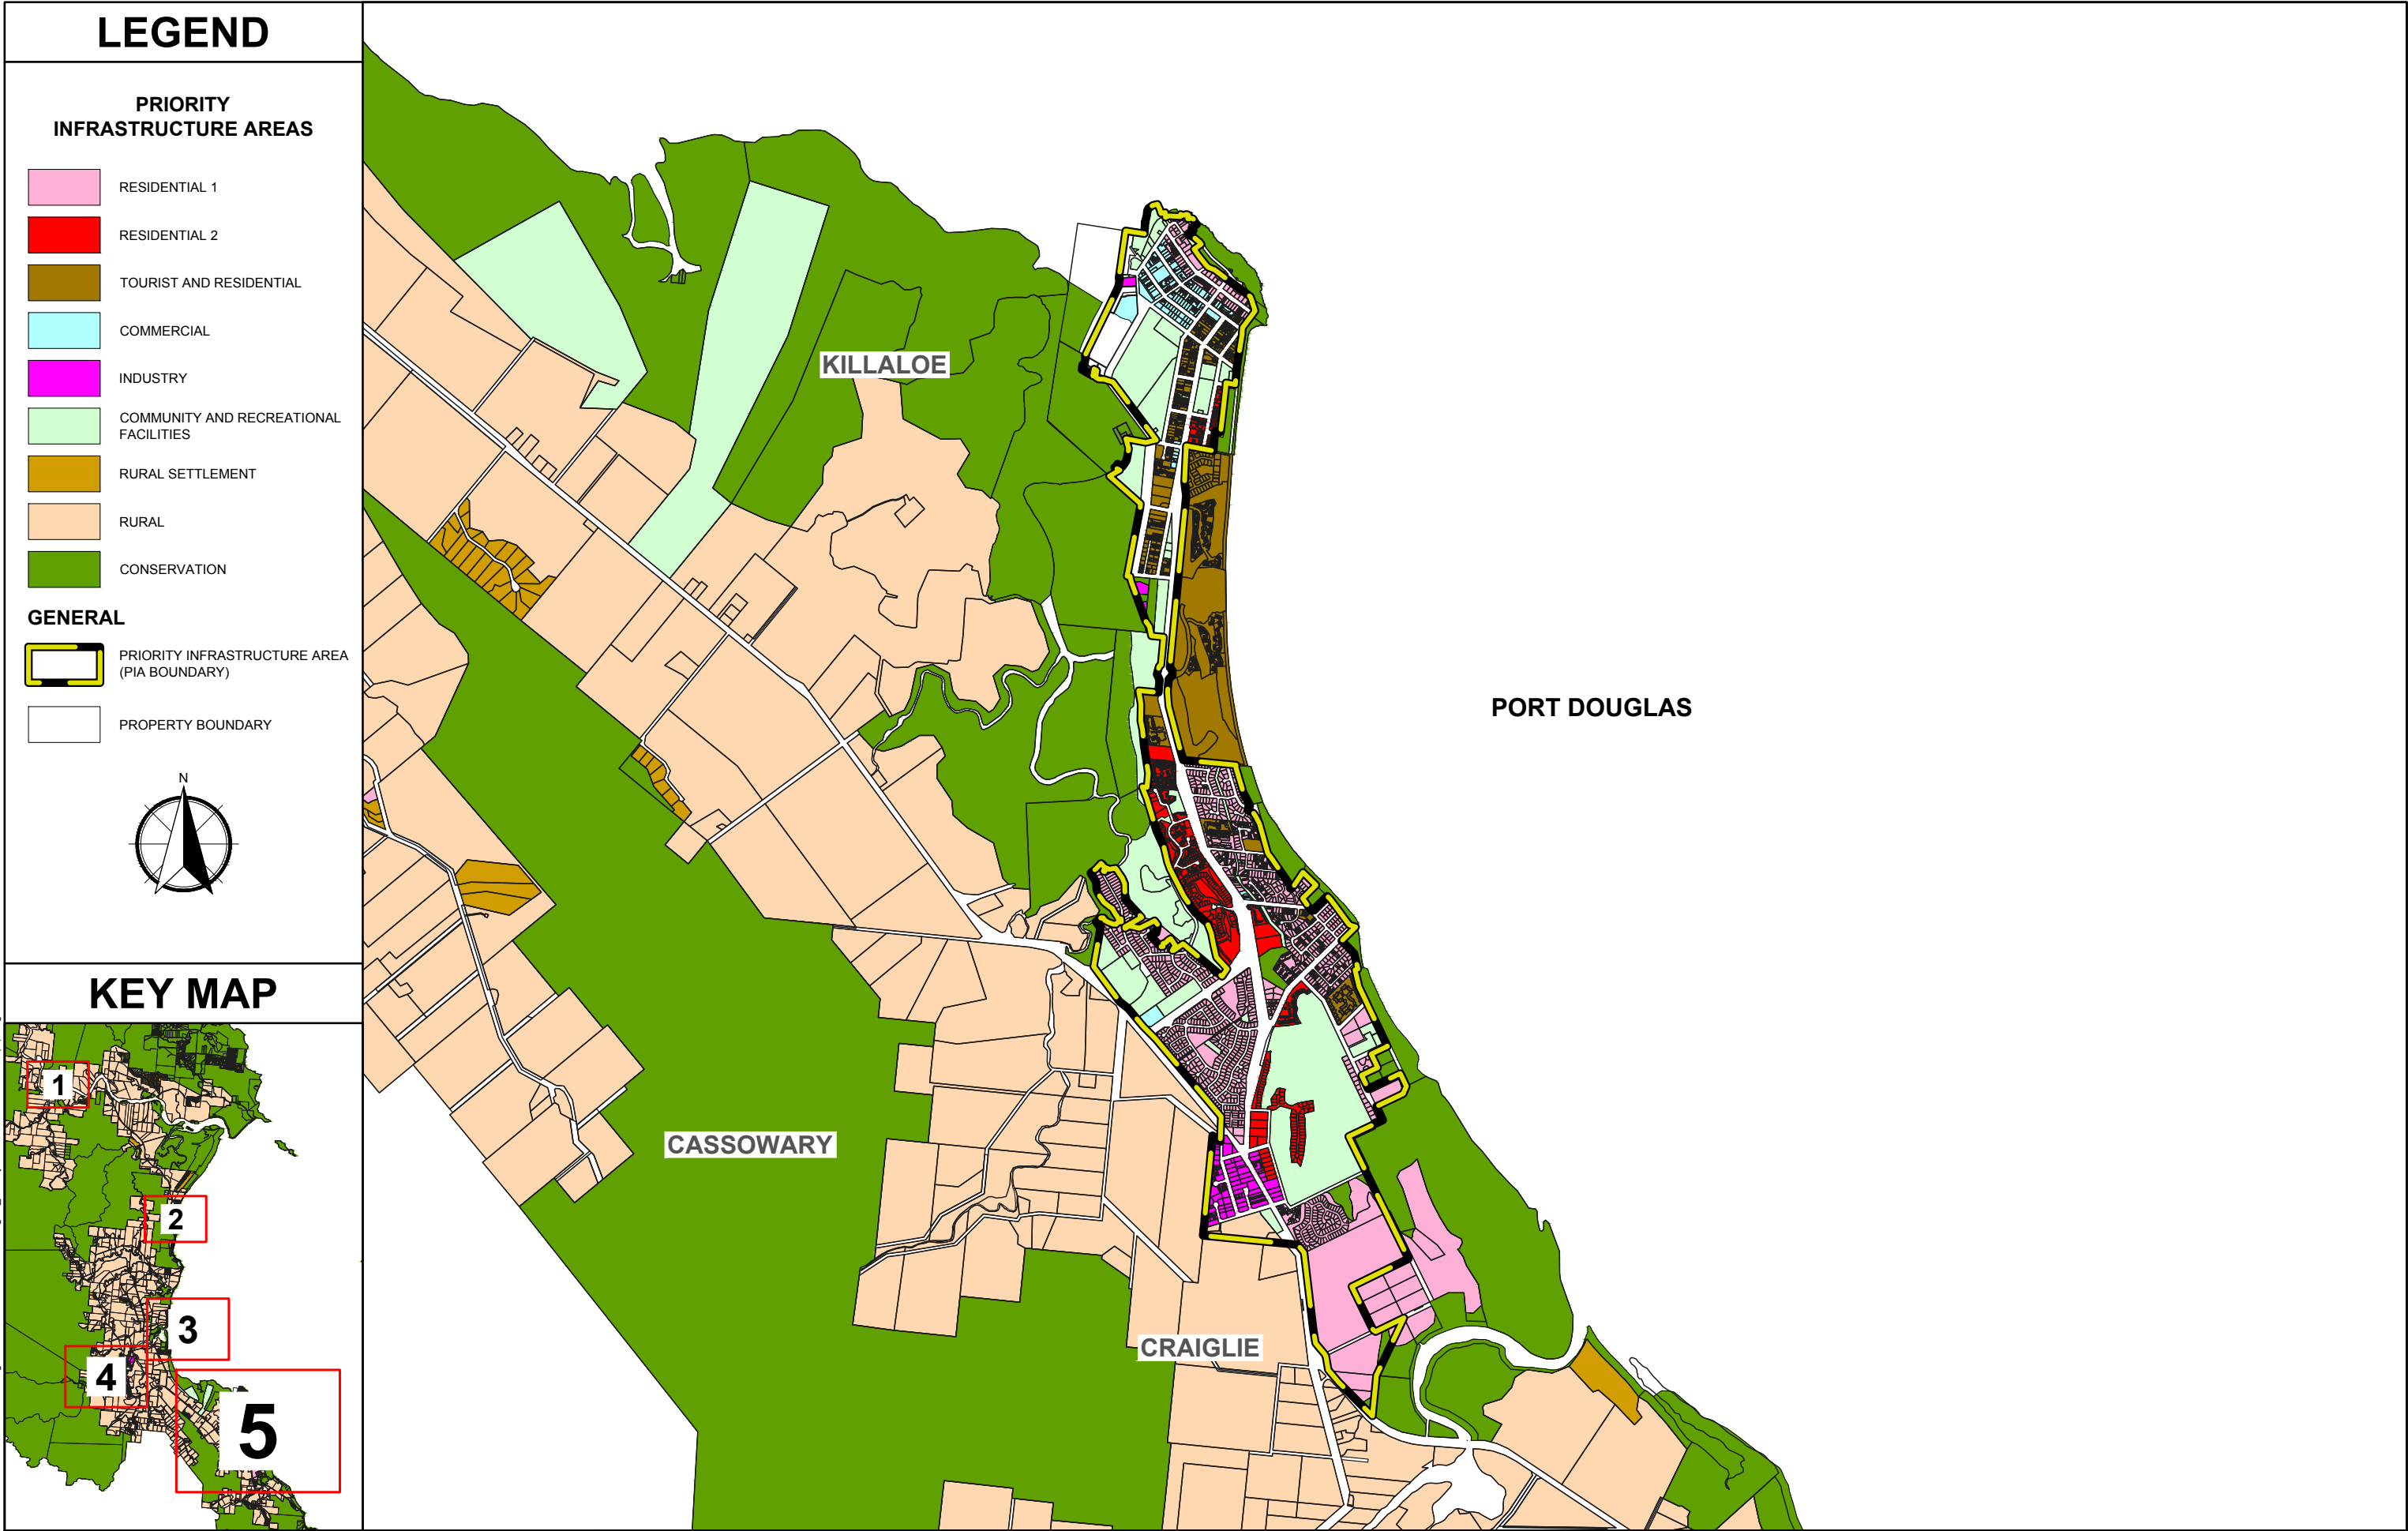 LEGEND
PRIORITY
INFRASTRUCTURE AREAS
RESIDENTIAL 1
RESIDENTIAL 2
TOURIST AND RESIDENTIAL
COMMERCIAL
INDUSTRY
COMMUNITY AND RECREATIONAL
FACILITIES
RURAL SETTLEMENT
RURAL
CONSERVATION
GENERAL
PRIORITY INFRASTRUCTURE AREA
(PIA BOUNDARY)
PROPERTY BOUNDARY
N
KEY MAP
1
2
3
4
5
KILLALOE
PORT DOUGLAS
CASSOWARY
CRAIGLIE